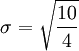 σ = √(10/4)